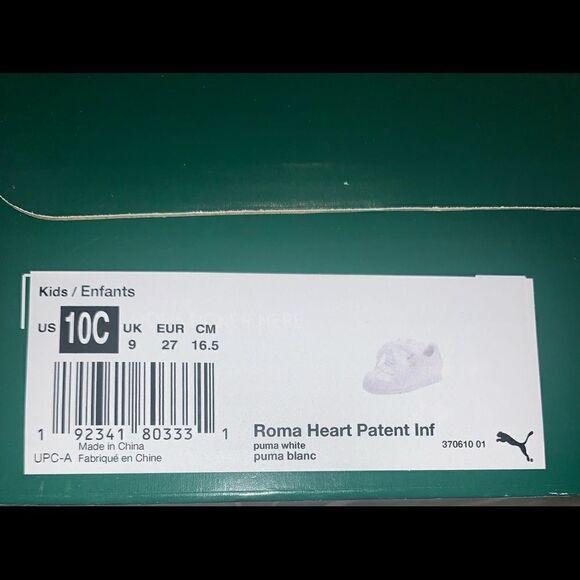 Kids / Enfants
US 10C UK 9 EUR 27 CM 16.5
1 92341 80333 1
UPC-A Made in China
Fabriqué en Chine
Roma Heart Patent Inf
puma white
puma blanc
370610 01